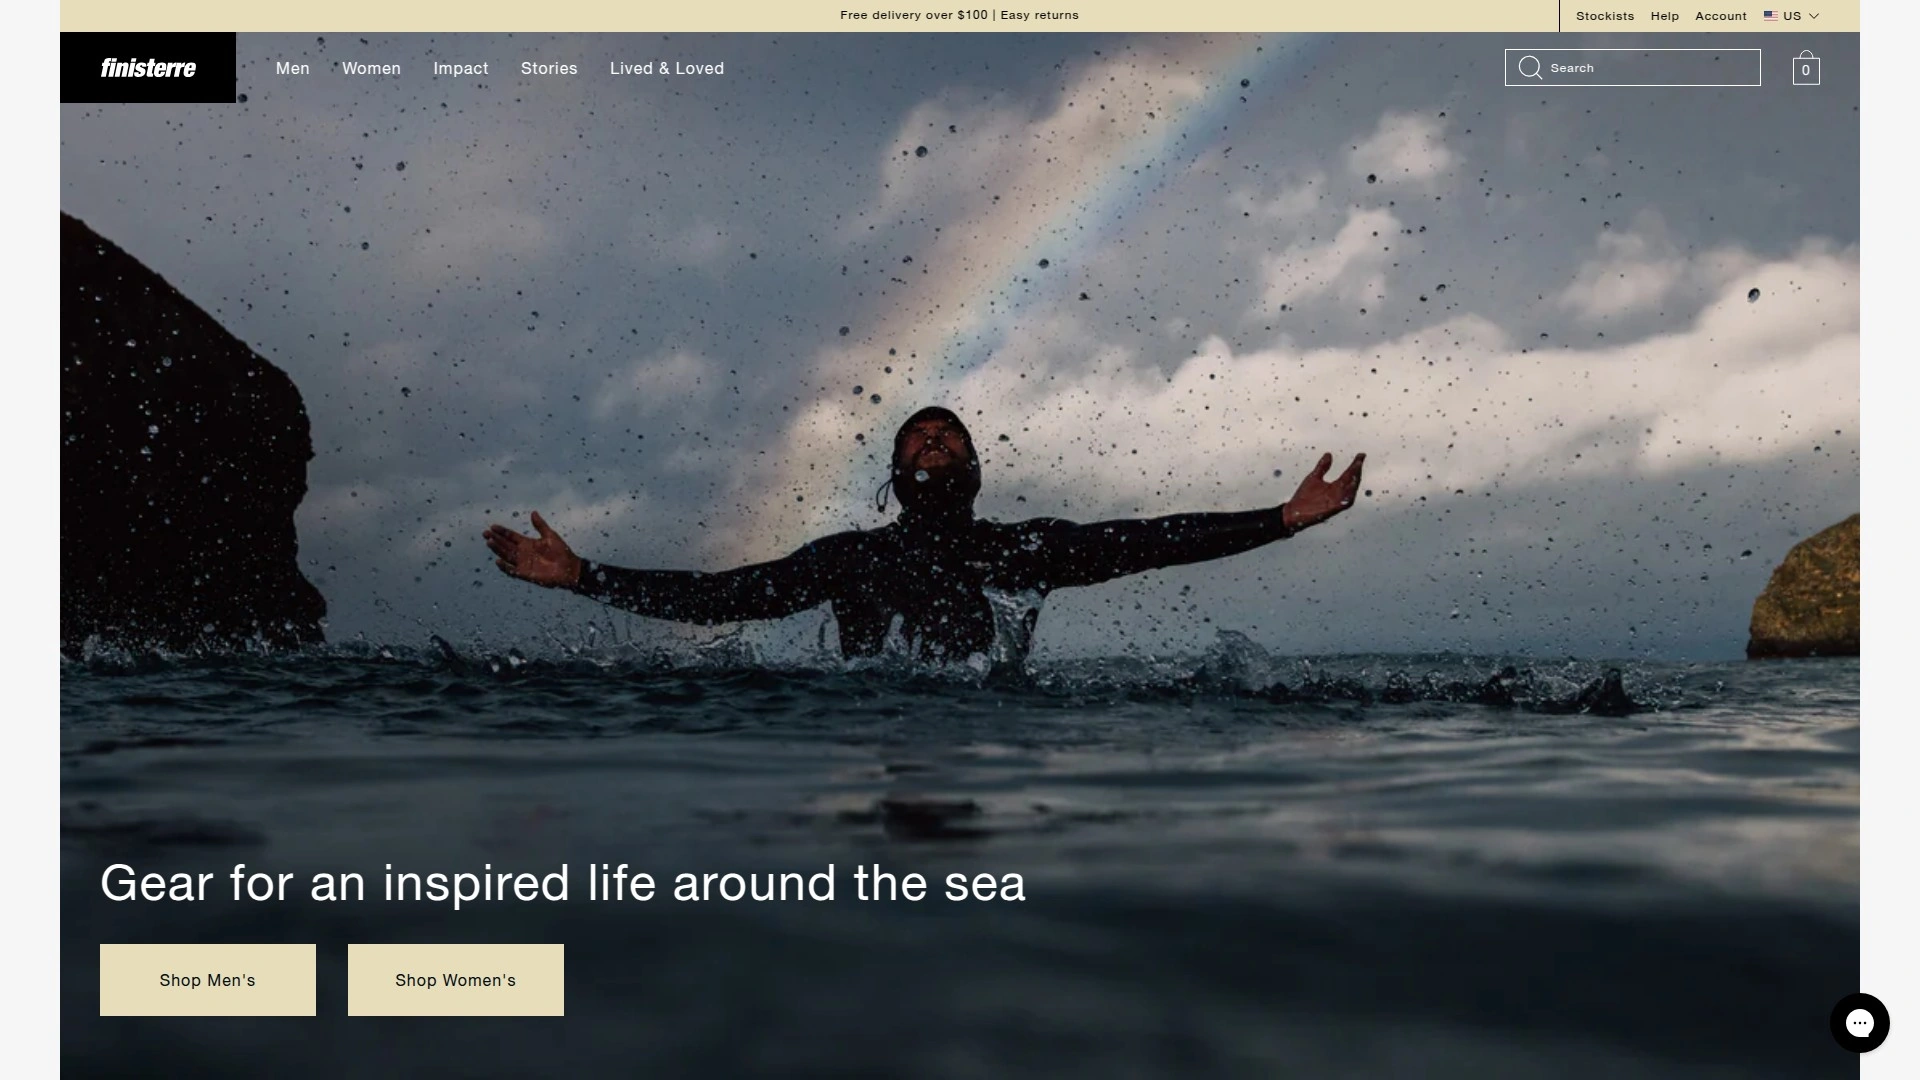 Free delivery over $100 | Easy returns
Stockists
Help
Account
US
finisterre
Men
Women
Impact
Stories
Lived & Loved
Search
0
Gear for an inspired life around the sea
Shop Men's
Shop Women's